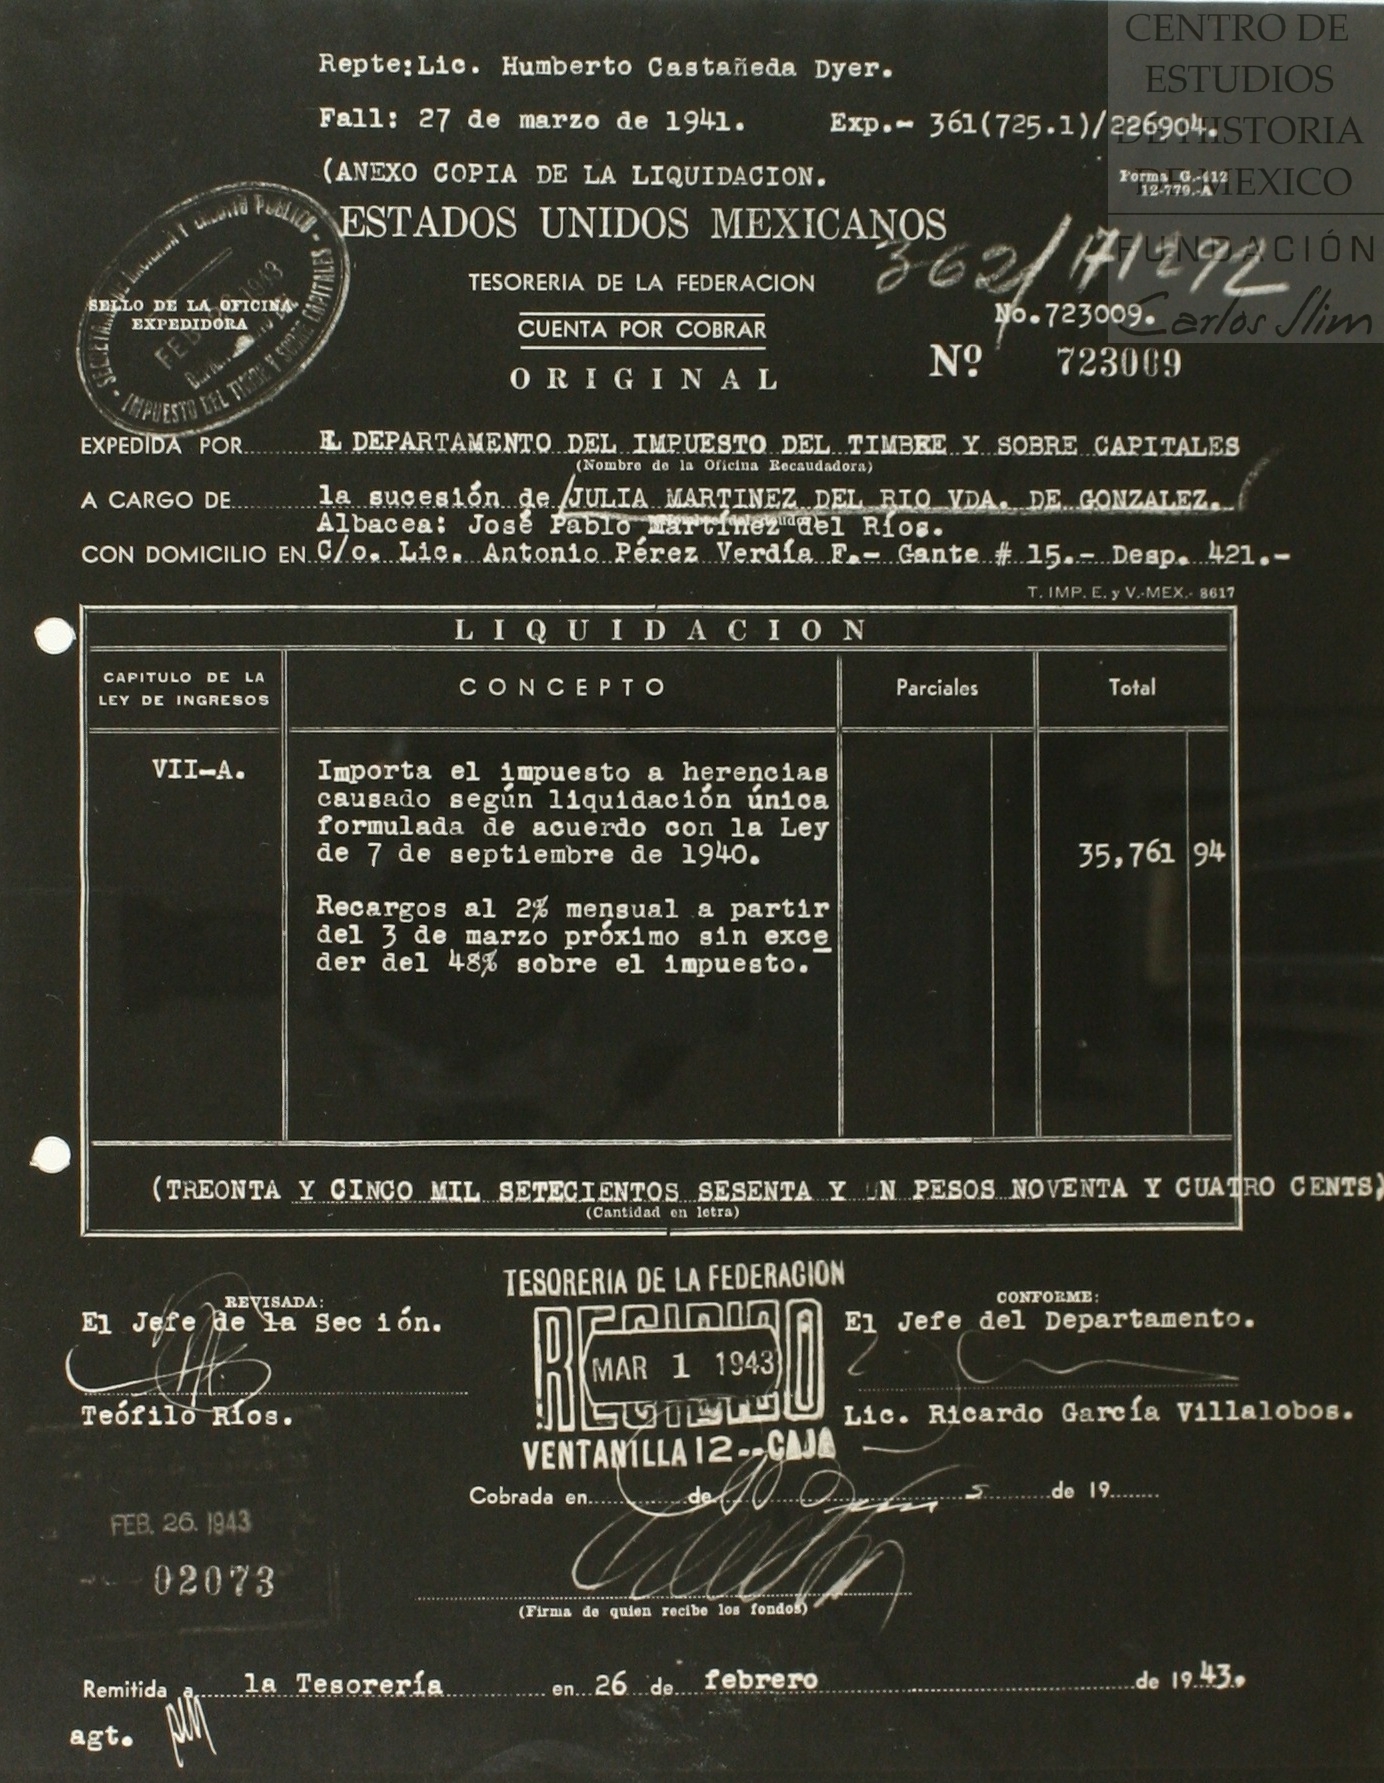 CENTRO DE
ESTUDIOS
DE HISTORIA
DE MEXICO
FUNDACIÓN
Carlos Slim
Repte:Lic. Humberto Castañeda Dyer.
Fall: 27 de marzo de 1941. Exp.- 361(725.1)/226904.
(ANEXO COPIA DE LA LIQUIDACION.
Forma G.-412
12-779.-A
ESTADOS UNIDOS MEXICANOS
TESORERIA DE LA FEDERACION
CUENTA POR COBRAR
ORIGINAL
362/171272
No.723009.
Nº 723009
SELLO DE LA OFICINA
EXPEDIDORA
IMPUESTO DEL TIMBRE Y SOBRE CAPITALES
EXPEDIDA POR EL DEPARTAMENTO DEL IMPUESTO DEL TIMBRE Y SOBRE CAPITALES
(Nombre de la Oficina Recaudadora)
A CARGO DE la sucesión de JULIA MARTINEZ DEL RIO VDA. DE GONZALEZ.
Albacea: José Pablo Martínez del Ríos.
CON DOMICILIO EN C/o. Lic. Antonio Pérez Verdía F.- Gante # 15.- Desp. 421.-
T. IMP. E. y V.-MEX.- 8617
LIQUIDACION
CAPITULO DE LA
LEY DE INGRESOS
CONCEPTO
Parciales
Total
VII-A.
Importa el impuesto a herencias
causado según liquidación única
formulada de acuerdo con la Ley
de 7 de septiembre de 1940. 35,761 94
Recargos al 2% mensual a partir
del 3 de marzo próximo sin exce
der del 48% sobre el impuesto.
(TREONTA Y CINCO MIL SETECIENTOS SESENTA Y UN PESOS NOVENTA Y CUATRO CENTS)
(Cantidad en letra)
REVISADA:
El Jefe de la Sec ión.
Teófilo Ríos.
TESORERIA DE LA FEDERACION
RECIBIDO
MAR 1 1943
VENTANILLA 12--CAJA
CONFORME:
El Jefe del Departamento.
Lic. Ricardo García Villalobos.
Cobrada en de de 19
FEB. 26. 1943
02073
(Firma de quien recibe los fondos)
Remitida a la Tesorería en 26 de febrero de 1943.
agt.